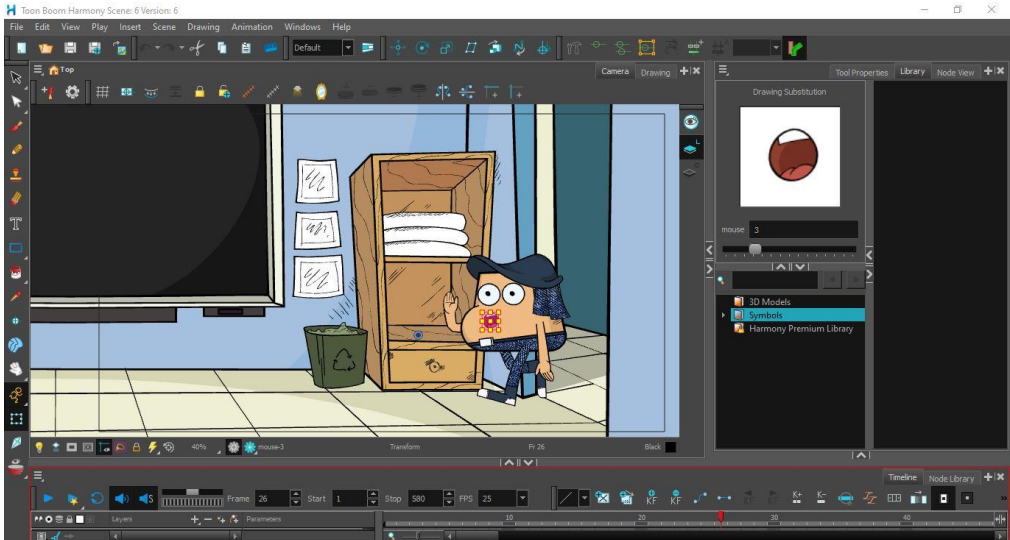 Toon Boom Harmony Scene: 6 Version: 6
File Edit View Play Insert Scene Drawing Animation Windows Help
Default
Top
Camera Drawing
Tool Properties Library Node View
Drawing Substitution
mouse 3
3D Models
Symbols
Harmony Premium Library
40% mouse-3 Transform Fr 26 Black
Timeline Node Library
Frame 26 Start 1 Stop 580 FPS 25
KF KF
Layers Parameters
10 20 30 40